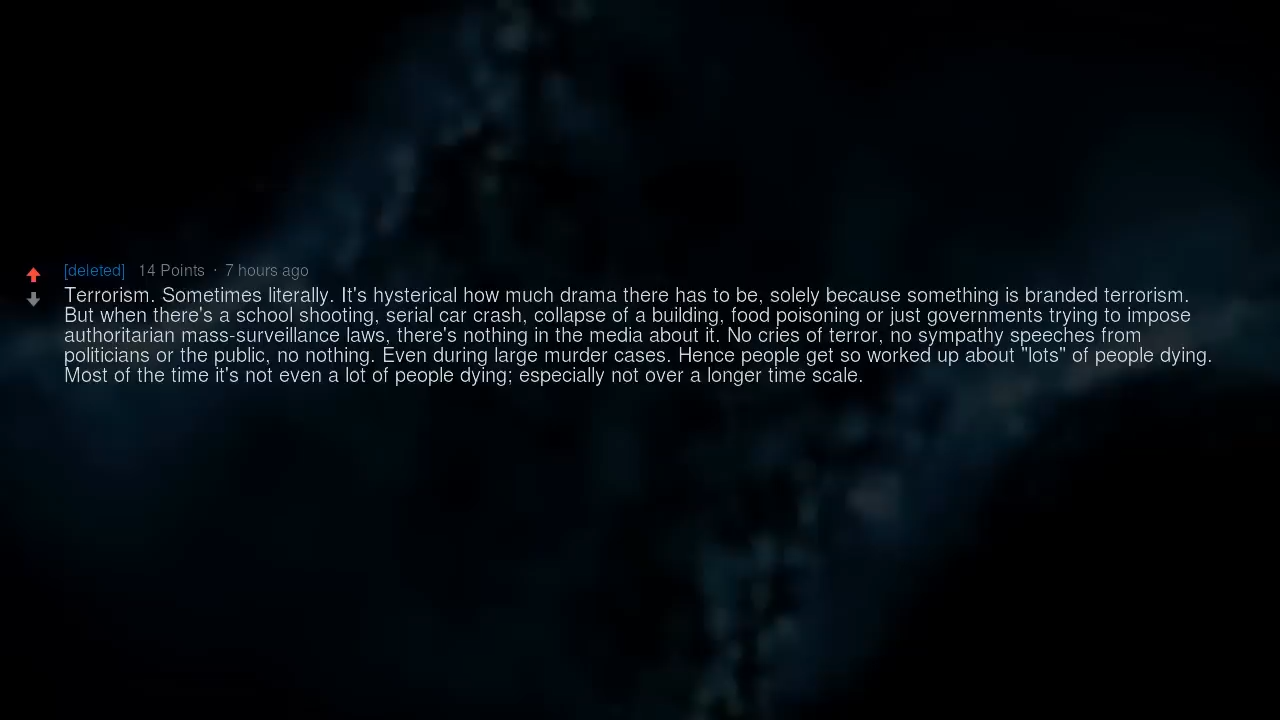 [deleted] 14 Points · 7 hours ago
Terrorism. Sometimes literally. It's hysterical how much drama there has to be, solely because something is branded terrorism.
But when there's a school shooting, serial car crash, collapse of a building, food poisoning or just governments trying to impose
authoritarian mass-surveillance laws, there's nothing in the media about it. No cries of terror, no sympathy speeches from
politicians or the public, no nothing. Even during large murder cases. Hence people get so worked up about "lots" of people dying.
Most of the time it's not even a lot of people dying; especially not over a longer time scale.